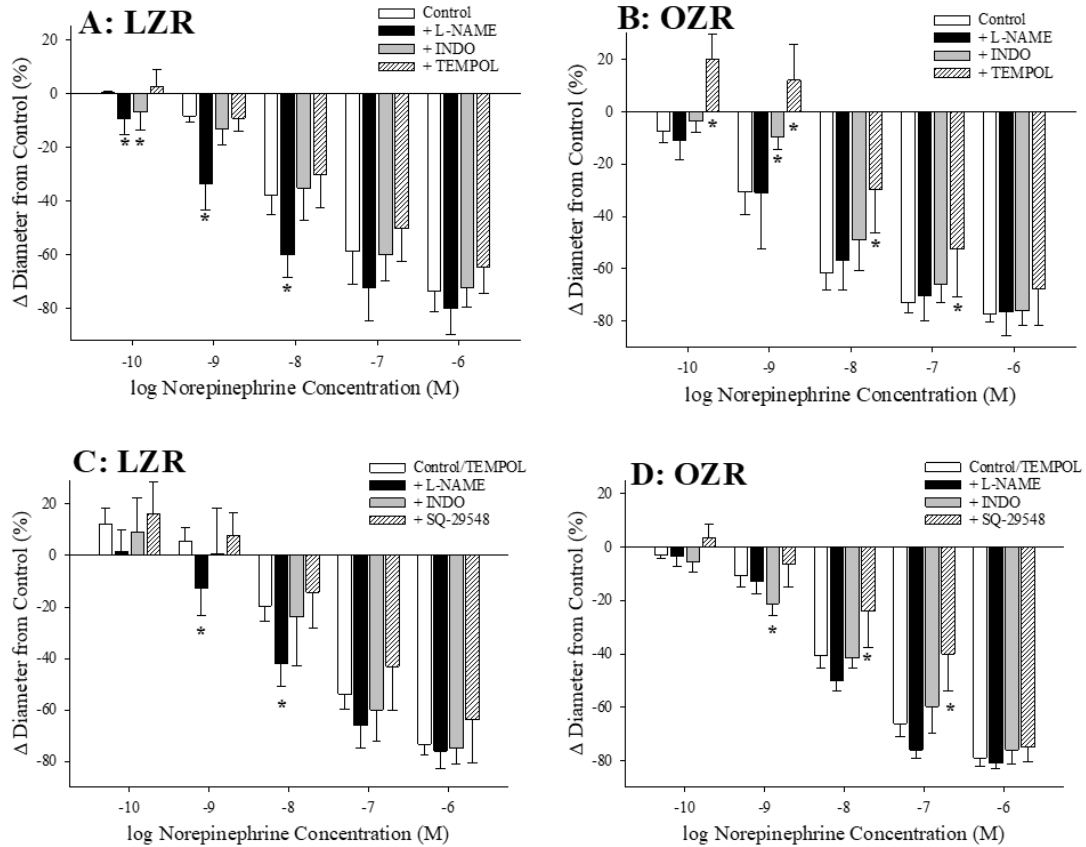 A: LZR
Control
+ L-NAME
+ INDO
+ TEMPOL
Δ Diameter from Control (%)
20
0
-20
-40
-60
-80
* *
*
*
-10 -9 -8 -7 -6
log Norepinephrine Concentration (M)
B: OZR
Control
+ L-NAME
+ INDO
+ TEMPOL
Δ Diameter from Control (%)
20
0
-20
-40
-60
-80
*
* *
*
*
-10 -9 -8 -7 -6
log Norepinephrine Concentration (M)
C: LZR
Control/TEMPOL
+ L-NAME
+ INDO
+ SQ-29548
Δ Diameter from Control (%)
20
0
-20
-40
-60
-80
*
*
-10 -9 -8 -7 -6
log Norepinephrine Concentration (M)
D: OZR
Control/TEMPOL
+ L-NAME
+ INDO
+ SQ-29548
Δ Diameter from Control (%)
20
0
-20
-40
-60
-80
*
*
*
-10 -9 -8 -7 -6
log Norepinephrine Concentration (M)